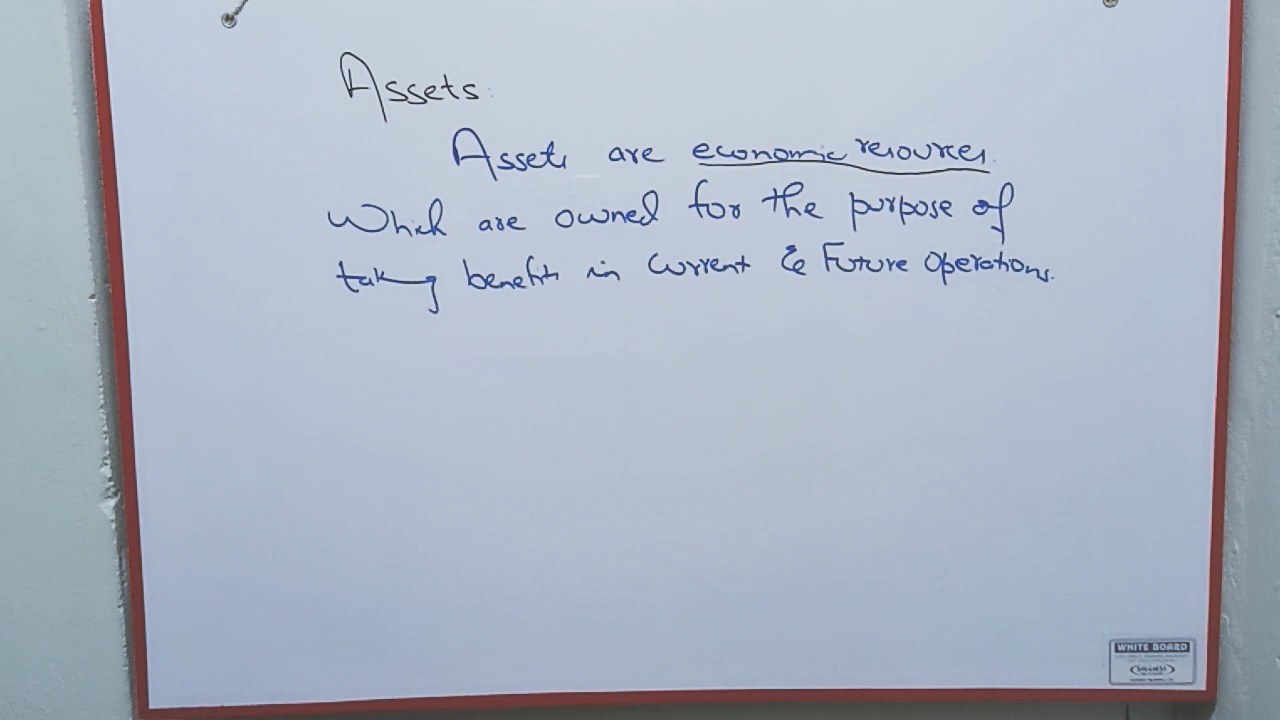 Assets:
Assets are economic resources.
Which are owned for the purpose of
taking benefits in Current & Future Operations.
WHITE BOARD